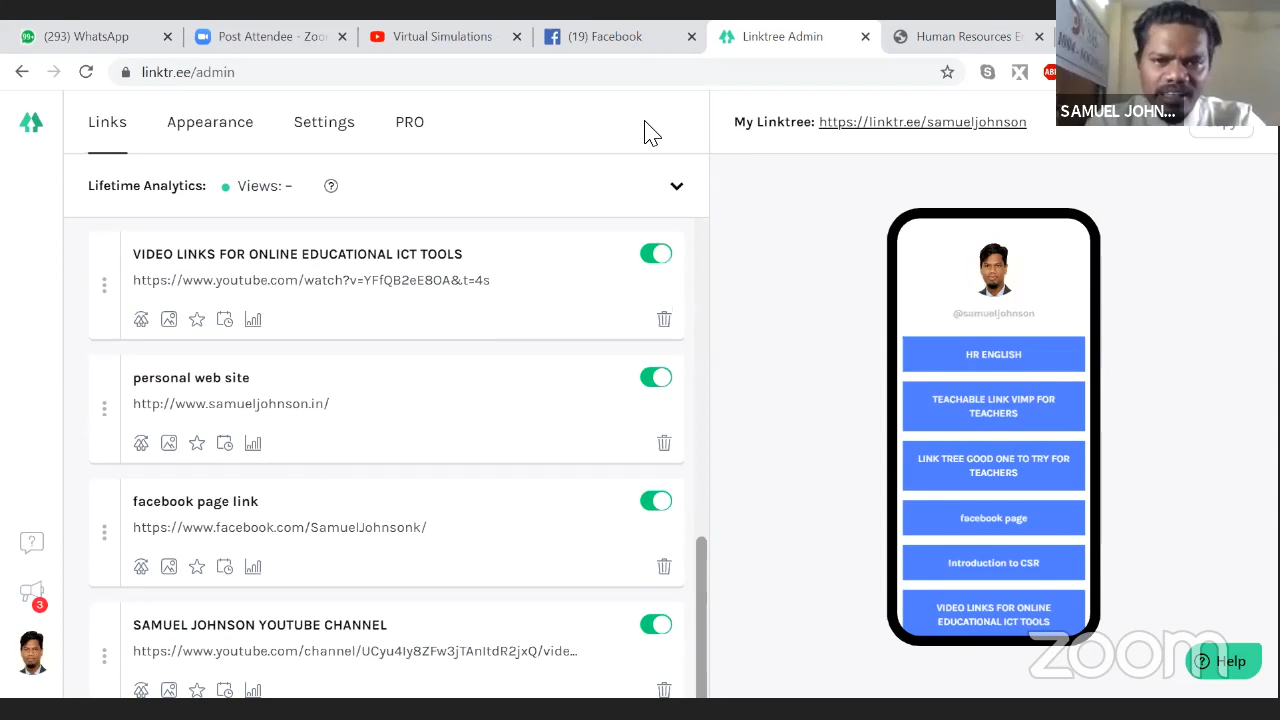 99+ (293) WhatsApp
Post Attendee - Zoo
Virtual Simulations
(19) Facebook
Linktree Admin
Human Resources E
linktr.ee/admin
SAMUEL JOHN...
Links
Appearance
Settings
PRO
My Linktree: https://linktr.ee/samueljohnson
Lifetime Analytics:
Views: –
VIDEO LINKS FOR ONLINE EDUCATIONAL ICT TOOLS
https://www.youtube.com/watch?v=YFfQB2eE8OA&t=4s
personal web site
http://www.samueljohnson.in/
facebook page link
https://www.facebook.com/SamuelJohnsonk/
SAMUEL JOHNSON YOUTUBE CHANNEL
https://www.youtube.com/channel/UCyu4Iy8ZFw3jTAnItdR2jxQ/vide...
3
@samueljohnson
HR ENGLISH
TEACHABLE LINK VIMP FOR
TEACHERS
LINK TREE GOOD ONE TO TRY FOR
TEACHERS
facebook page
Introduction to CSR
VIDEO LINKS FOR ONLINE
EDUCATIONAL ICT TOOLS
zoom
Help